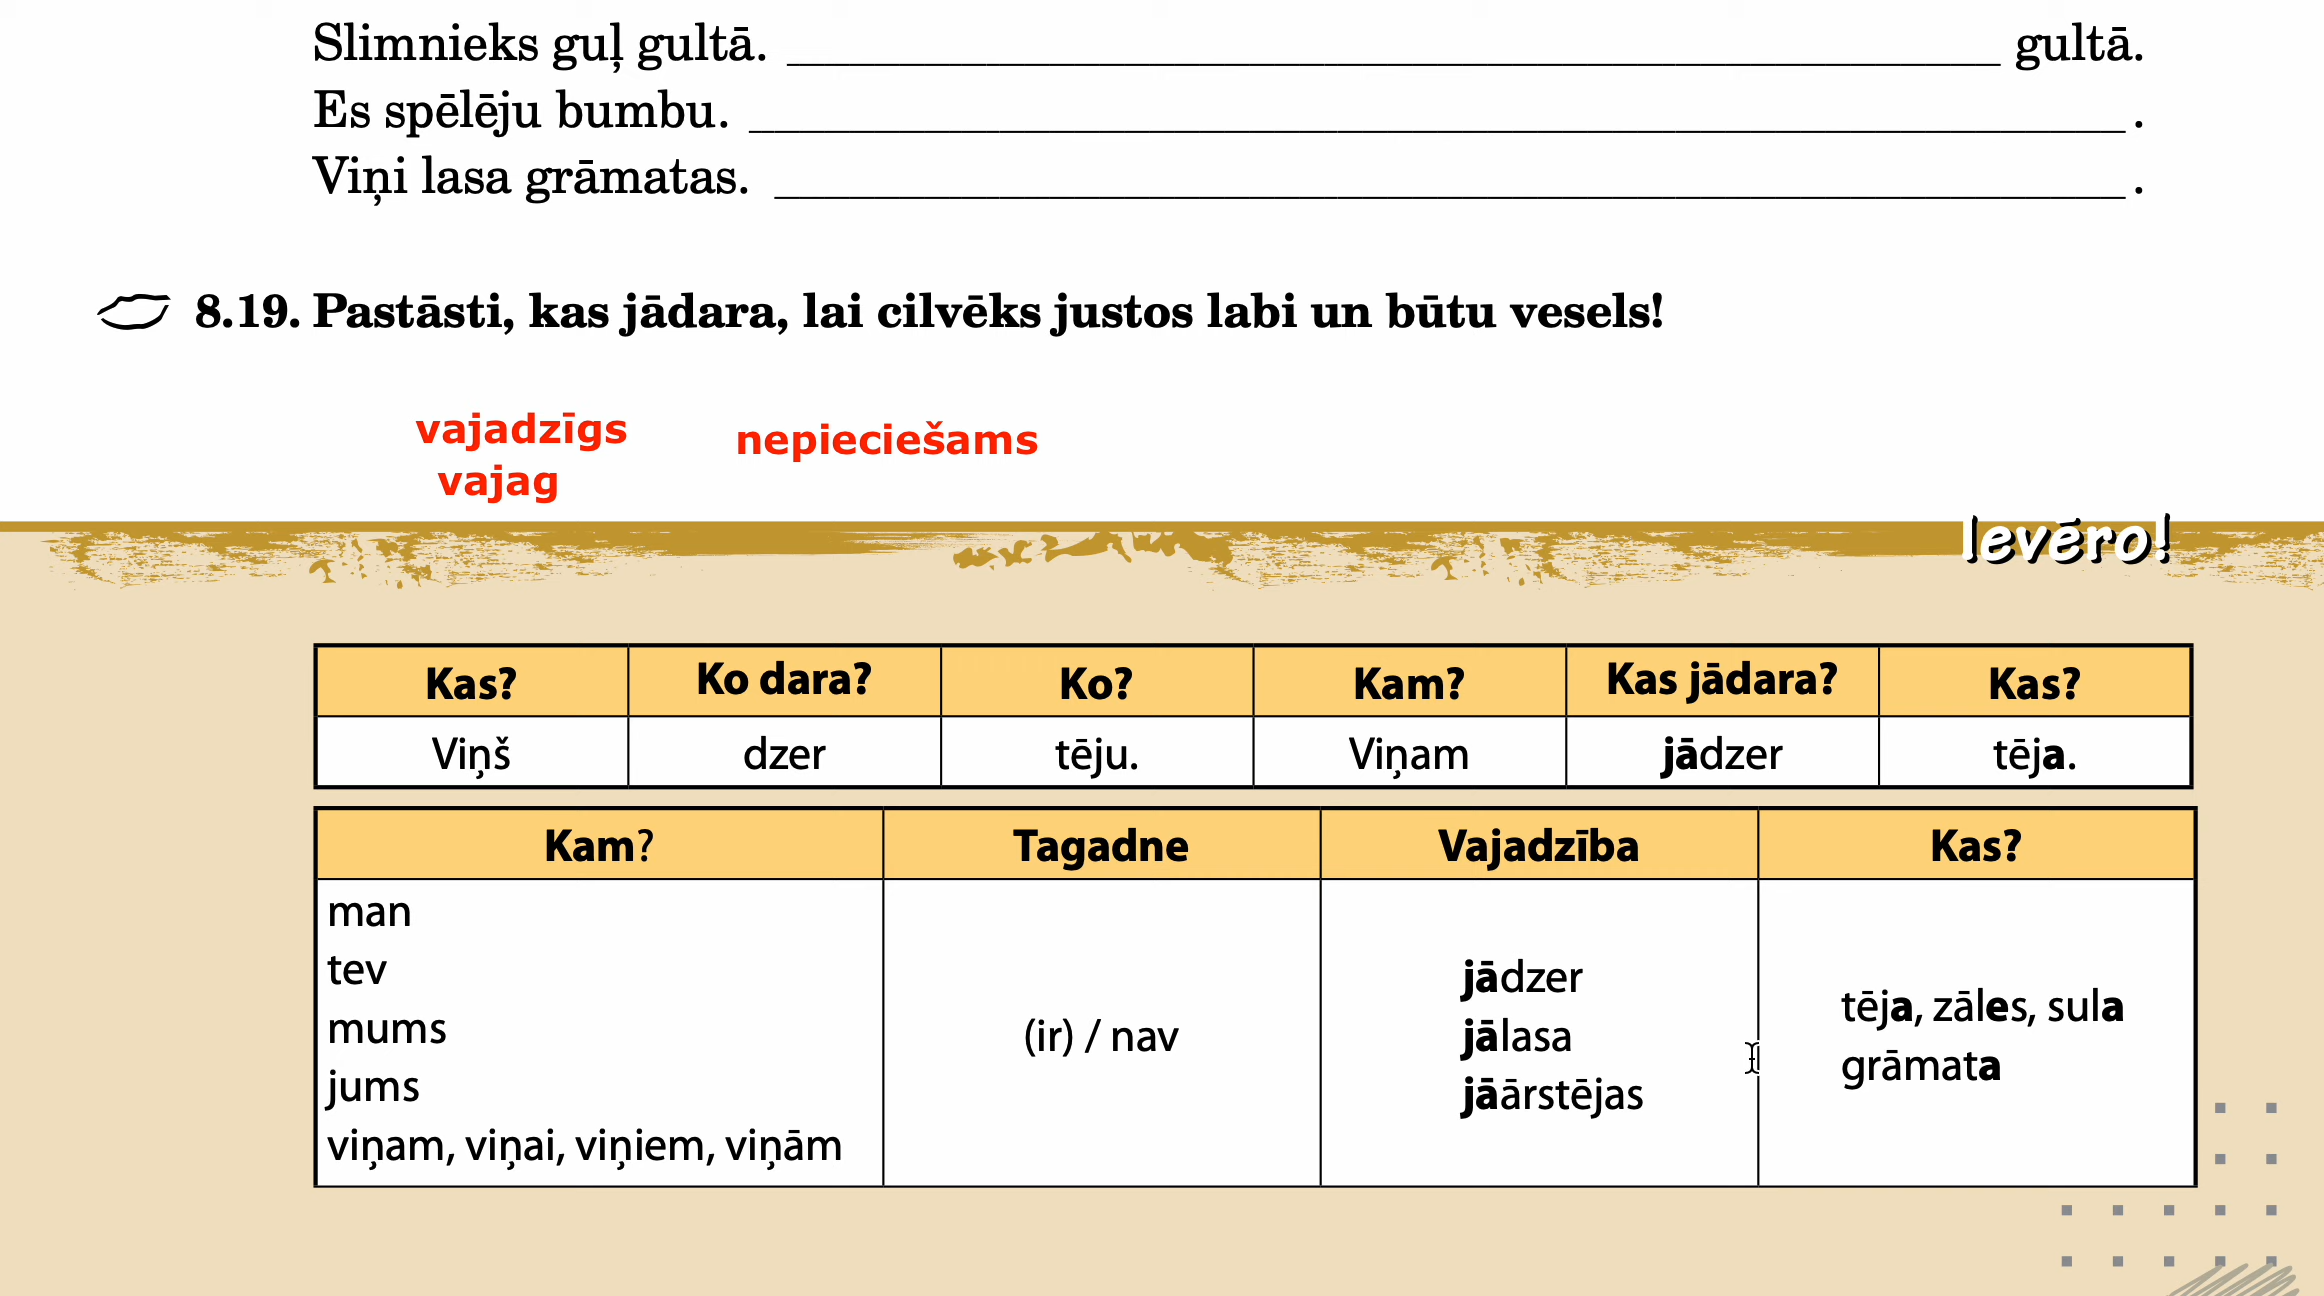 Slimnieks guļ gultā. ______ gultā.
Es spēlēju bumbu. ______.
Viņi lasa grāmatas. ______.
8.19. Pastāsti, kas jādara, lai cilvēks justos labi un būtu vesels!
vajadzīgs nepieciešams
vajag
Ievēro!
Kas? Ko dara? Ko? Kam? Kas jādara? Kas?
Viņš dzer tēju. Viņam jādzer tēja.
Kam? Tagadne Vajadzība Kas?
man
tev
mums
jums
viņam, viņai, viņiem, viņām
(ir) / nav
jādzer
jālasa
jāārstējas
tēja, zāles, sula
grāmata